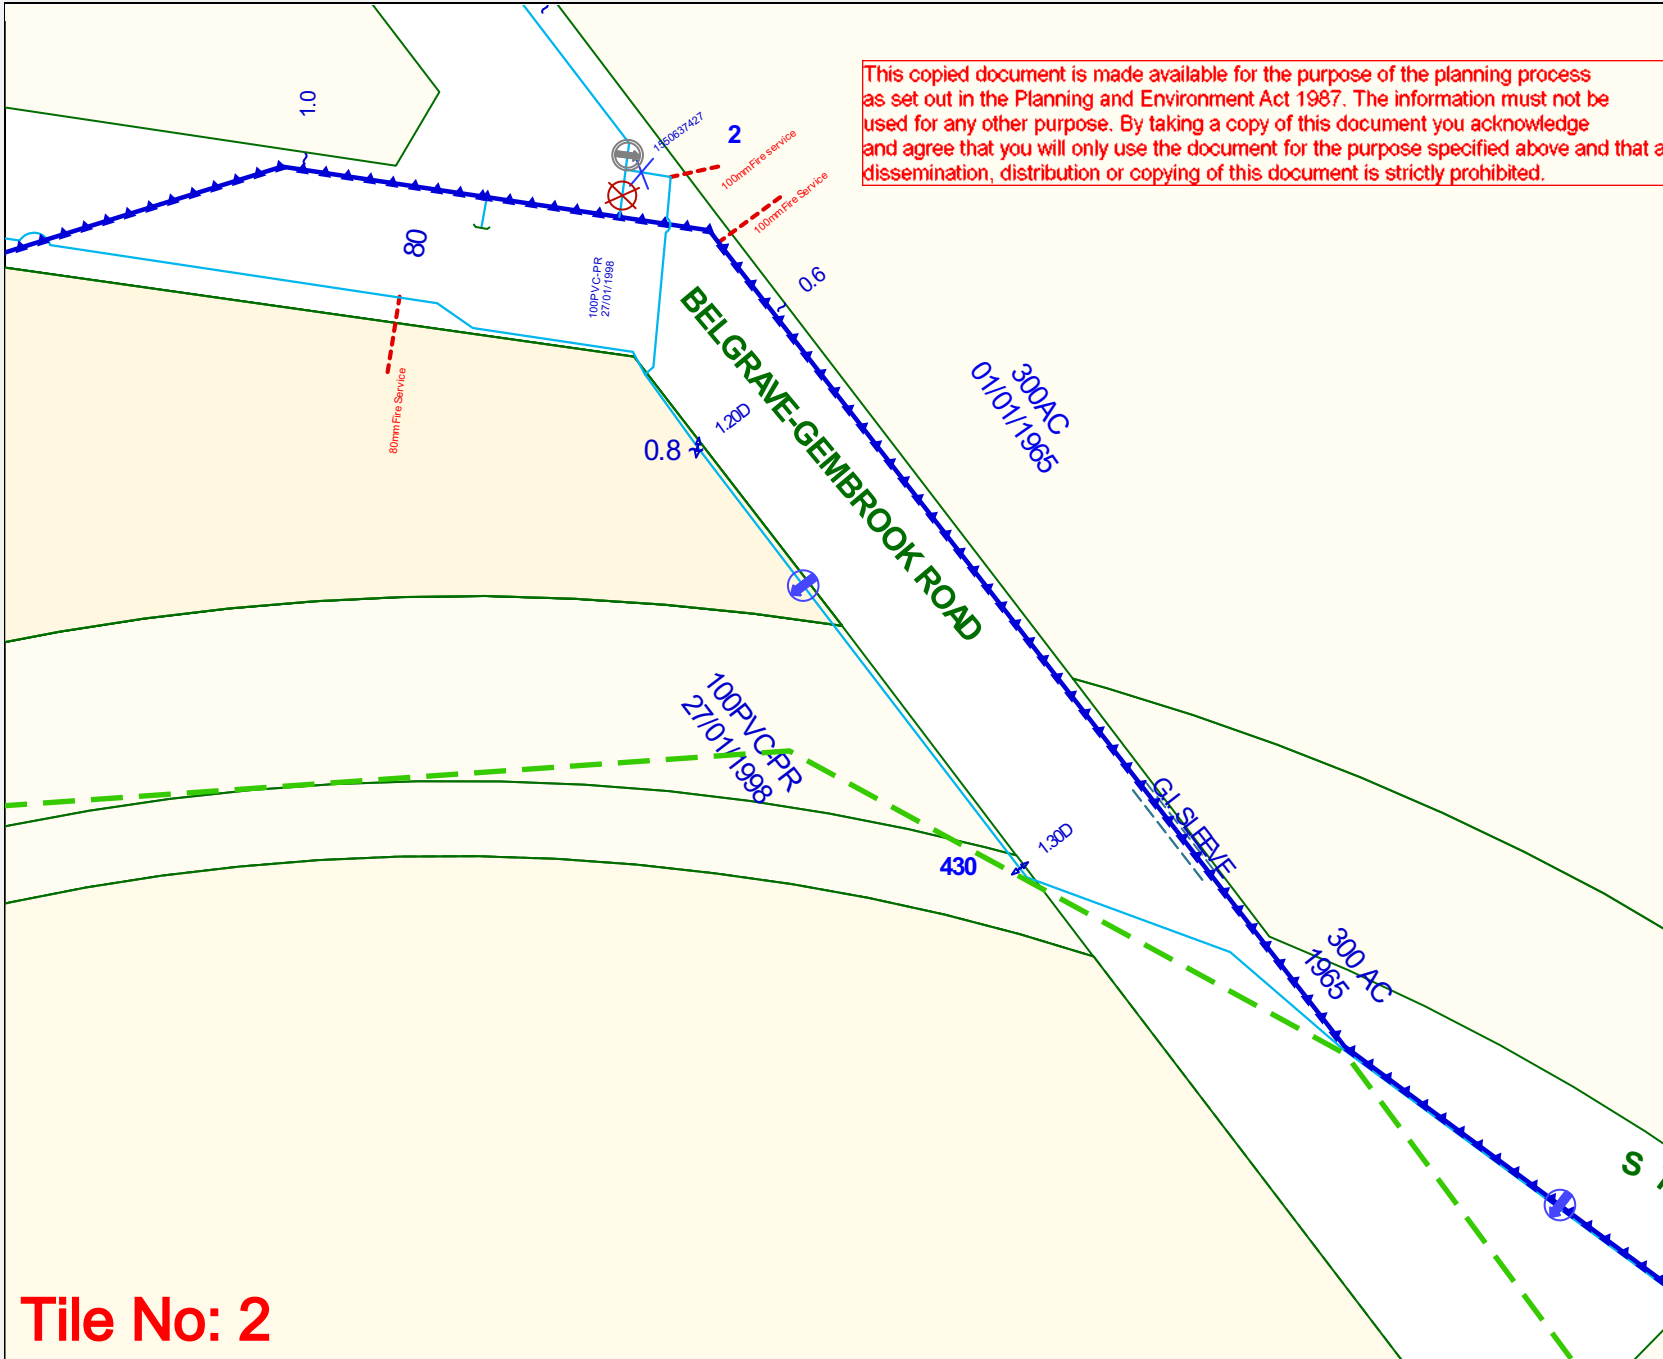 This copied document is made available for the purpose of the planning process
as set out in the Planning and Environment Act 1987. The information must not be
used for any other purpose. By taking a copy of this document you acknowledge
and agree that you will only use the document for the purpose specified above and that a
dissemination, distribution or copying of this document is strictly prohibited.
1.0
1550637427
2
100mm Fire service
100mm Fire Service
80
100PVC-PR
27/01/1998
0.6
BELGRAVE-GEMBROOK ROAD
300AC
01/01/1965
80mm Fire Service
1.20D
0.8
100PVC-PR
27/01/1998
G.I. SLEEVE
1.30D
430
300 AC
1965
S
Tile No: 2